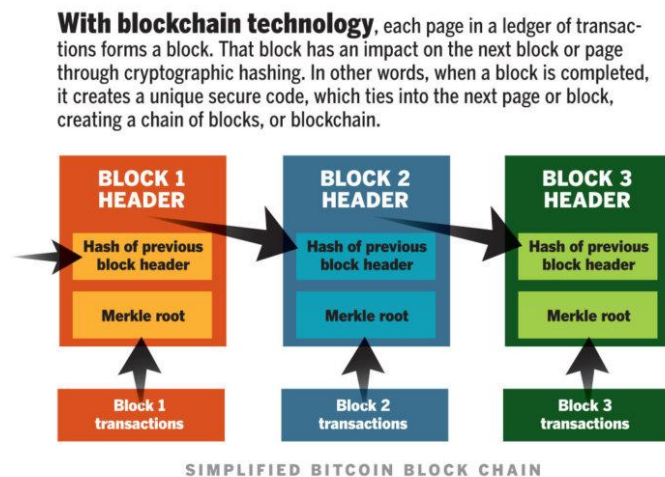 With blockchain technology, each page in a ledger of transac-
tions forms a block. That block has an impact on the next block or page
through cryptographic hashing. In other words, when a block is completed,
it creates a unique secure code, which ties into the next page or block,
creating a chain of blocks, or blockchain.
BLOCK 1
HEADER
Hash of previous
block header
Merkle root
Block 1
transactions
BLOCK 2
HEADER
Hash of previous
block header
Merkle root
Block 2
transactions
BLOCK 3
HEADER
Hash of previous
block header
Merkle root
Block 3
transactions
SIMPLIFIED BITCOIN BLOCK CHAIN